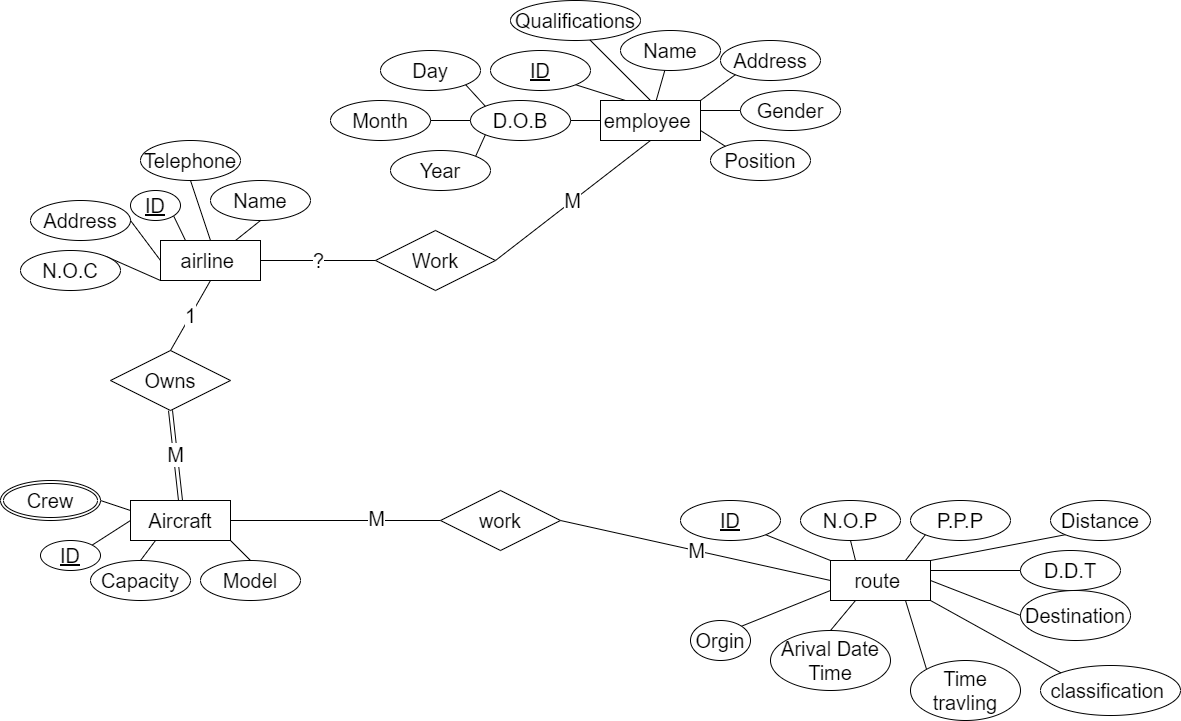 Qualifications
Name
Address
ID
Day
Gender
Month
D.O.B
employee
Year
Position
Telephone
ID
Name
M
Address
airline
?
Work
N.O.C
1
Owns
M
Crew
Aircraft
M
work
ID
N.O.P
P.P.P
Distance
ID
Capacity
Model
M
route
D.D.T
Destination
Orgin
Arival Date
Time
Time
travling
classification